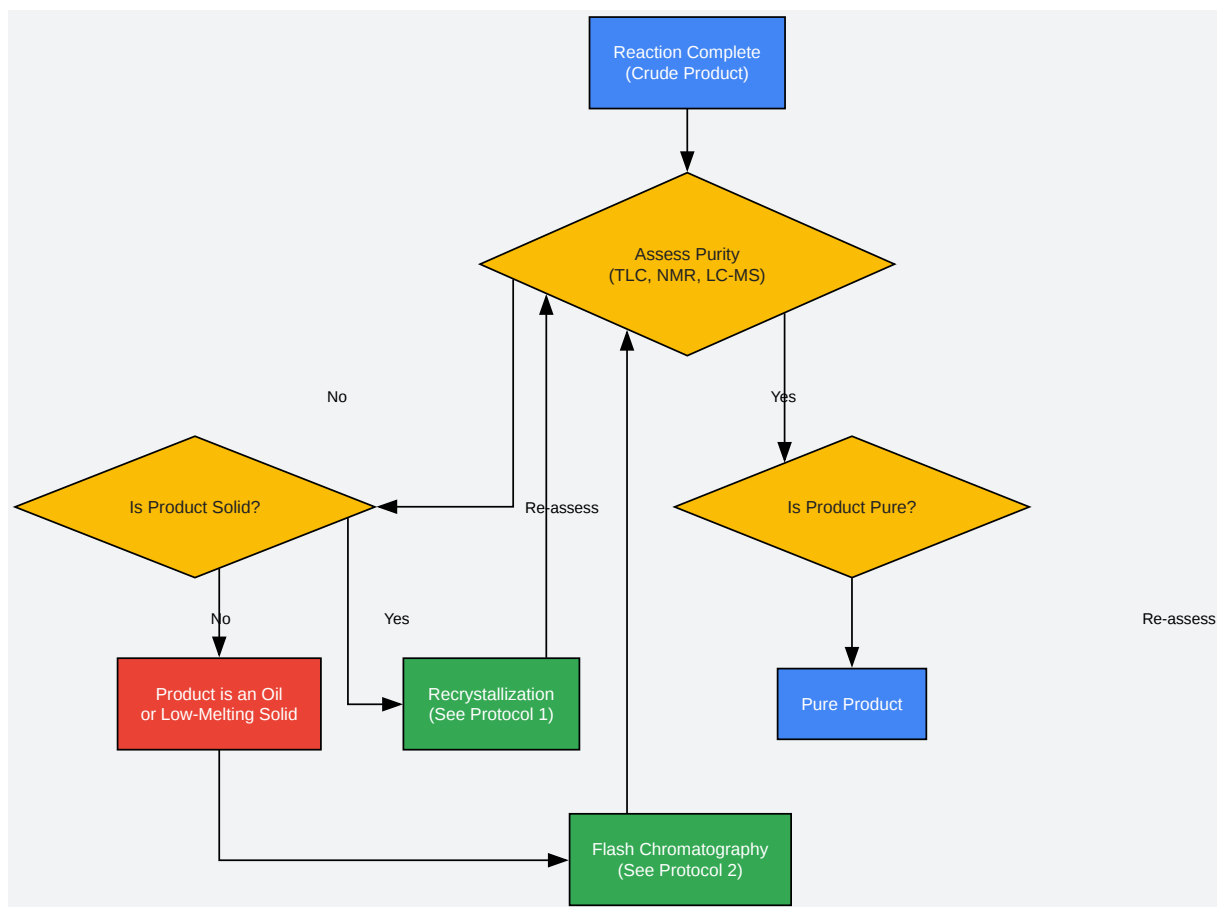 Reaction Complete
(Crude Product)
Assess Purity
(TLC, NMR, LC-MS)
No
Yes
Is Product Solid?
Re-assess
Is Product Pure?
No
Yes
Re-assess
Product is an Oil
or Low-Melting Solid
Recrystallization
(See Protocol 1)
Pure Product
Flash Chromatography
(See Protocol 2)